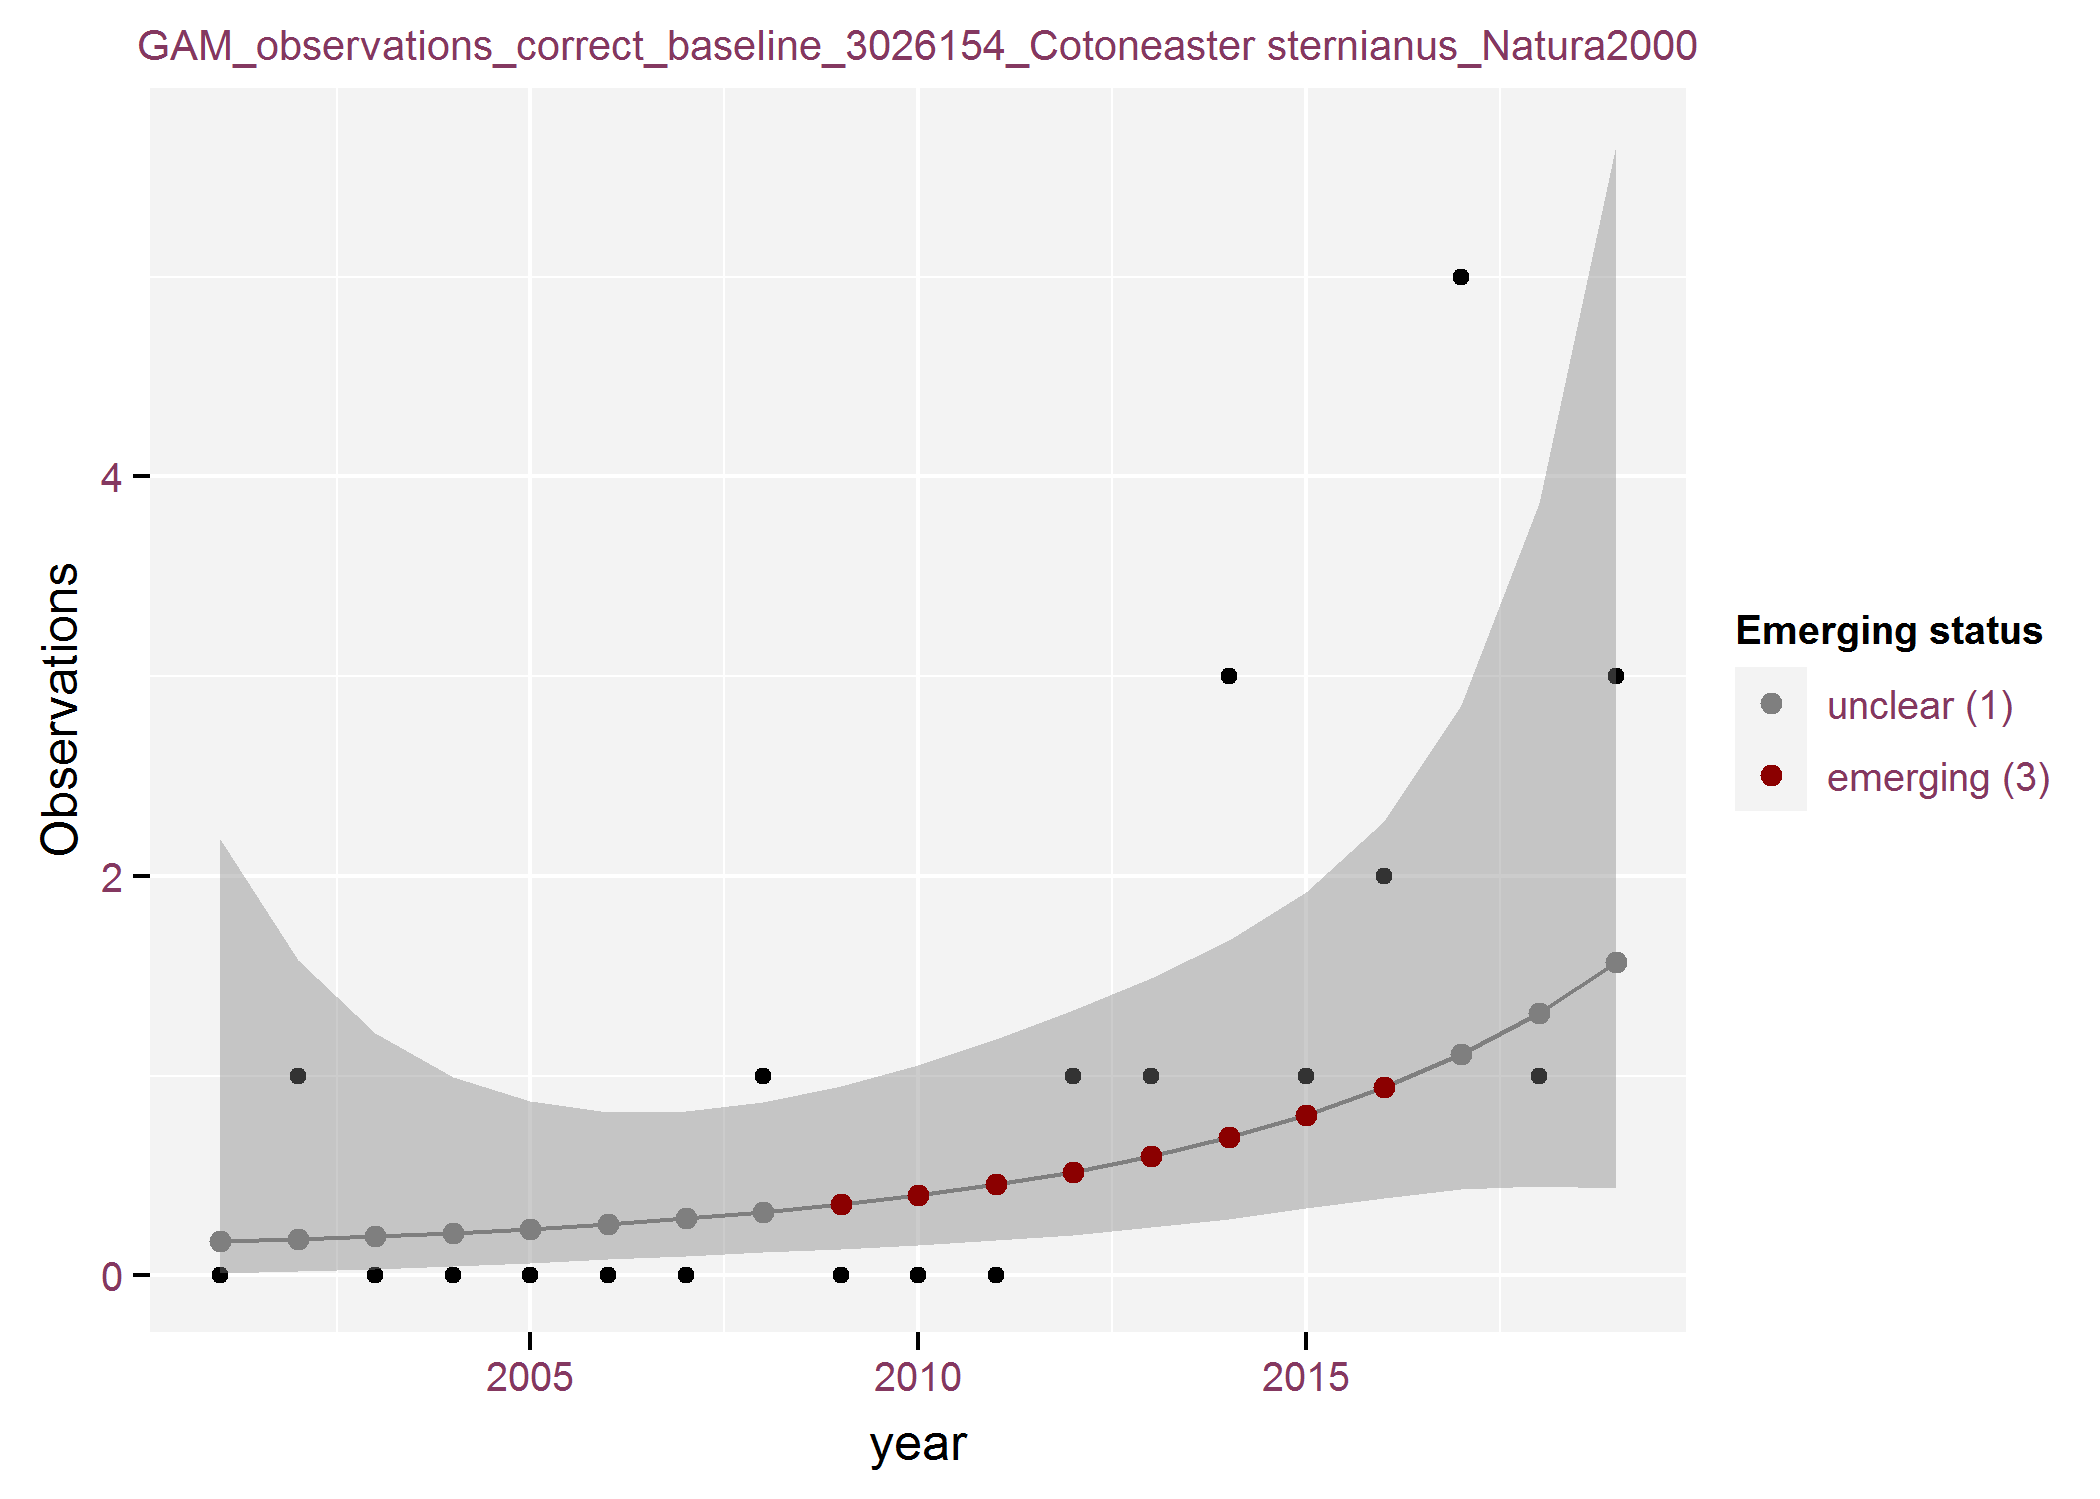 GAM_observations_correct_baseline_3026154_Cotoneaster sternianus_Natura2000
Observations
4
2
0
2005
2010
2015
year
Emerging status
unclear (1)
emerging (3)